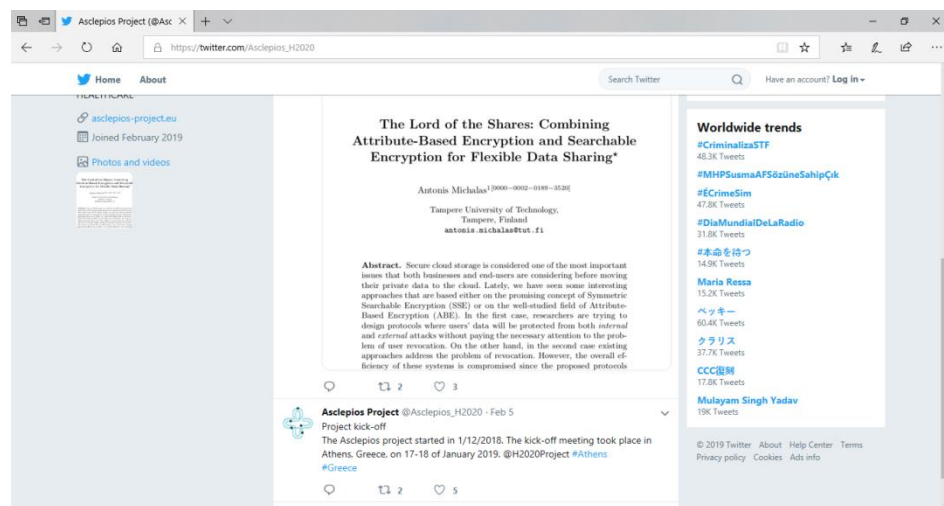 Asclepios Project (@Asc
https://twitter.com/Asclepios_H2020
Home About
Search Twitter
Have an account? Log in
HEALTHCARE
asclepios-project.eu
Joined February 2019
Photos and videos
The Lord of the Shares: Combining
Attribute-Based Encryption and Searchable
Encryption for Flexible Data Sharing*
Antonis Michalas1[0000−0002−0189−3520]
Tampere University of Technology,
Tampere, Finland
antonis.michalas@tut.fi
Abstract. Secure cloud storage is considered one of the most important
issues that both businesses and end-users are considering before moving
their private data to the cloud. Lately, we have seen some interesting
approaches that are based either on the promising concept of Symmetric
Searchable Encryption (SSE) or on the well-studied field of Attribute-
Based Encryption (ABE). In the first case, researchers are trying to
design protocols where users' data will be protected from both internal
and external attacks without paying the necessary attention to the prob-
lem of user revocation. On the other hand, in the second case existing
approaches address the problem of revocation. However, the overall ef-
ficiency of these systems is compromised since the proposed protocols
2 3
Asclepios Project @Asclepios_H2020 · Feb 5
Project kick-off
The Asclepios project started in 1/12/2018. The kick-off meeting took place in
Athens, Greece, on 17-18 of January 2019. @H2020Project #Athens
#Greece
2 5
Worldwide trends
#CriminalizaSTF
48.3K Tweets
#MHPSusmaAFSözüneSahipÇık
#ÉCrimeSim
47.8K Tweets
#DiaMundialDeLaRadio
31.8K Tweets
#本命を待つ
14.9K Tweets
Maria Ressa
15.2K Tweets
ベッキー
60.4K Tweets
クラリス
37.7K Tweets
CCC復刻
17.8K Tweets
Mulayam Singh Yadav
19K Tweets
© 2019 Twitter About Help Center Terms
Privacy policy Cookies Ads info